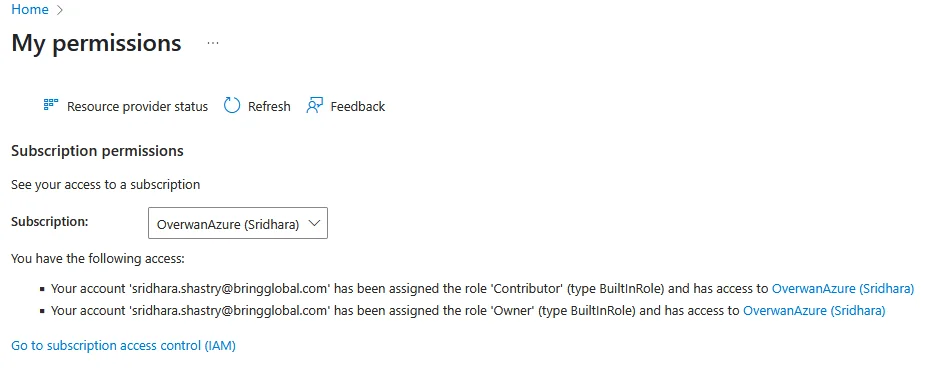 Home
My permissions
Resource provider status Refresh Feedback
Subscription permissions
See your access to a subscription
Subscription: OverwanAzure (Sridhara)
You have the following access:
Your account 'sridhara.shastry@bringglobal.com' has been assigned the role 'Contributor' (type BuiltInRole) and has access to OverwanAzure (Sridhara)
Your account 'sridhara.shastry@bringglobal.com' has been assigned the role 'Owner' (type BuiltInRole) and has access to OverwanAzure (Sridhara)
Go to subscription access control (IAM)